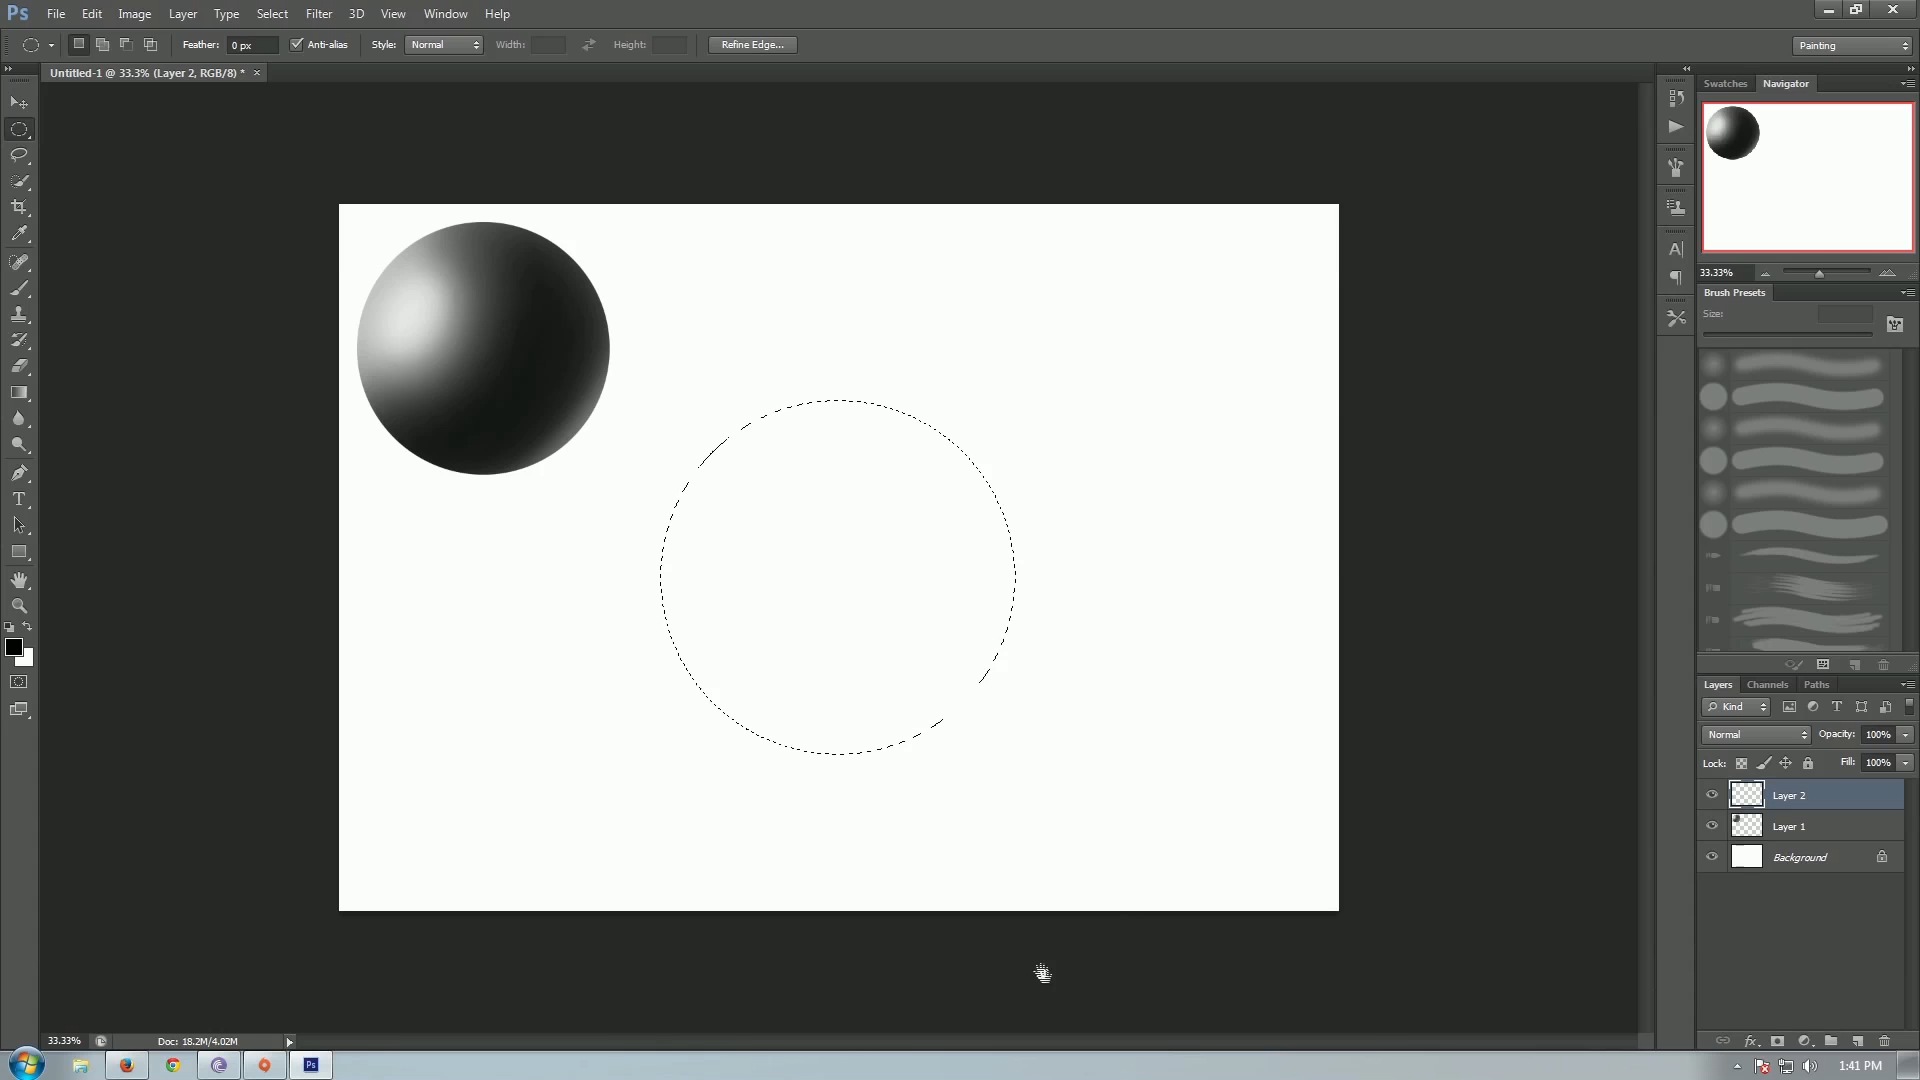 Ps File Edit Image Layer Type Select Filter 3D View Window Help
Feather: 0 px Anti-alias Style: Normal Width: Height: Refine Edge... Painting
Untitled-1 @ 33.3% (Layer 2, RGB/8) * ×
Swatches Navigator
33.33%
Brush Presets
Size:
Layers Channels Paths
Kind
Normal Opacity: 100%
Lock: Fill: 100%
Layer 2
Layer 1
Background
fx
33.33% Doc: 18.2M/4.02M
Ps 1:41 PM